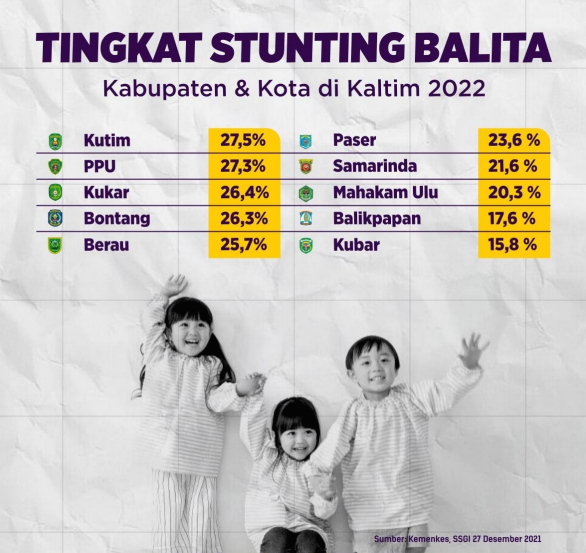 TINGKAT STUNTING BALITA
Kabupaten & Kota di Kaltim 2022
Kutim 27,5%
PPU 27,3%
Kukar 26,4%
Bontang 26,3%
Berau 25,7%
Paser 23,6 %
Samarinda 21,6 %
Mahakam Ulu 20,3 %
Balikpapan 17,6 %
Kubar 15,8 %
Sumber: Kemenkes, SSGI 27 Desember 2021